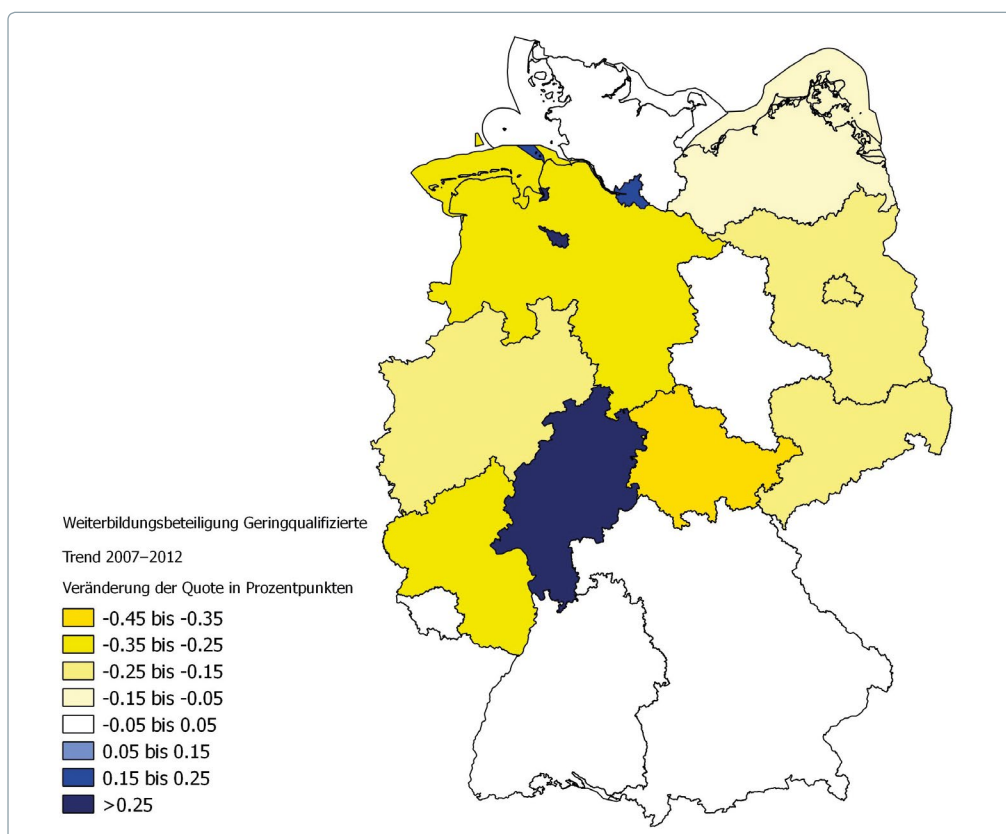 Weiterbildungsbeteiligung Geringqualifizierte
Trend 2007–2012
Veränderung der Quote in Prozentpunkten
-0.45 bis -0.35
-0.35 bis -0.25
-0.25 bis -0.15
-0.15 bis -0.05
-0.05 bis 0.05
0.05 bis 0.15
0.15 bis 0.25
>0.25